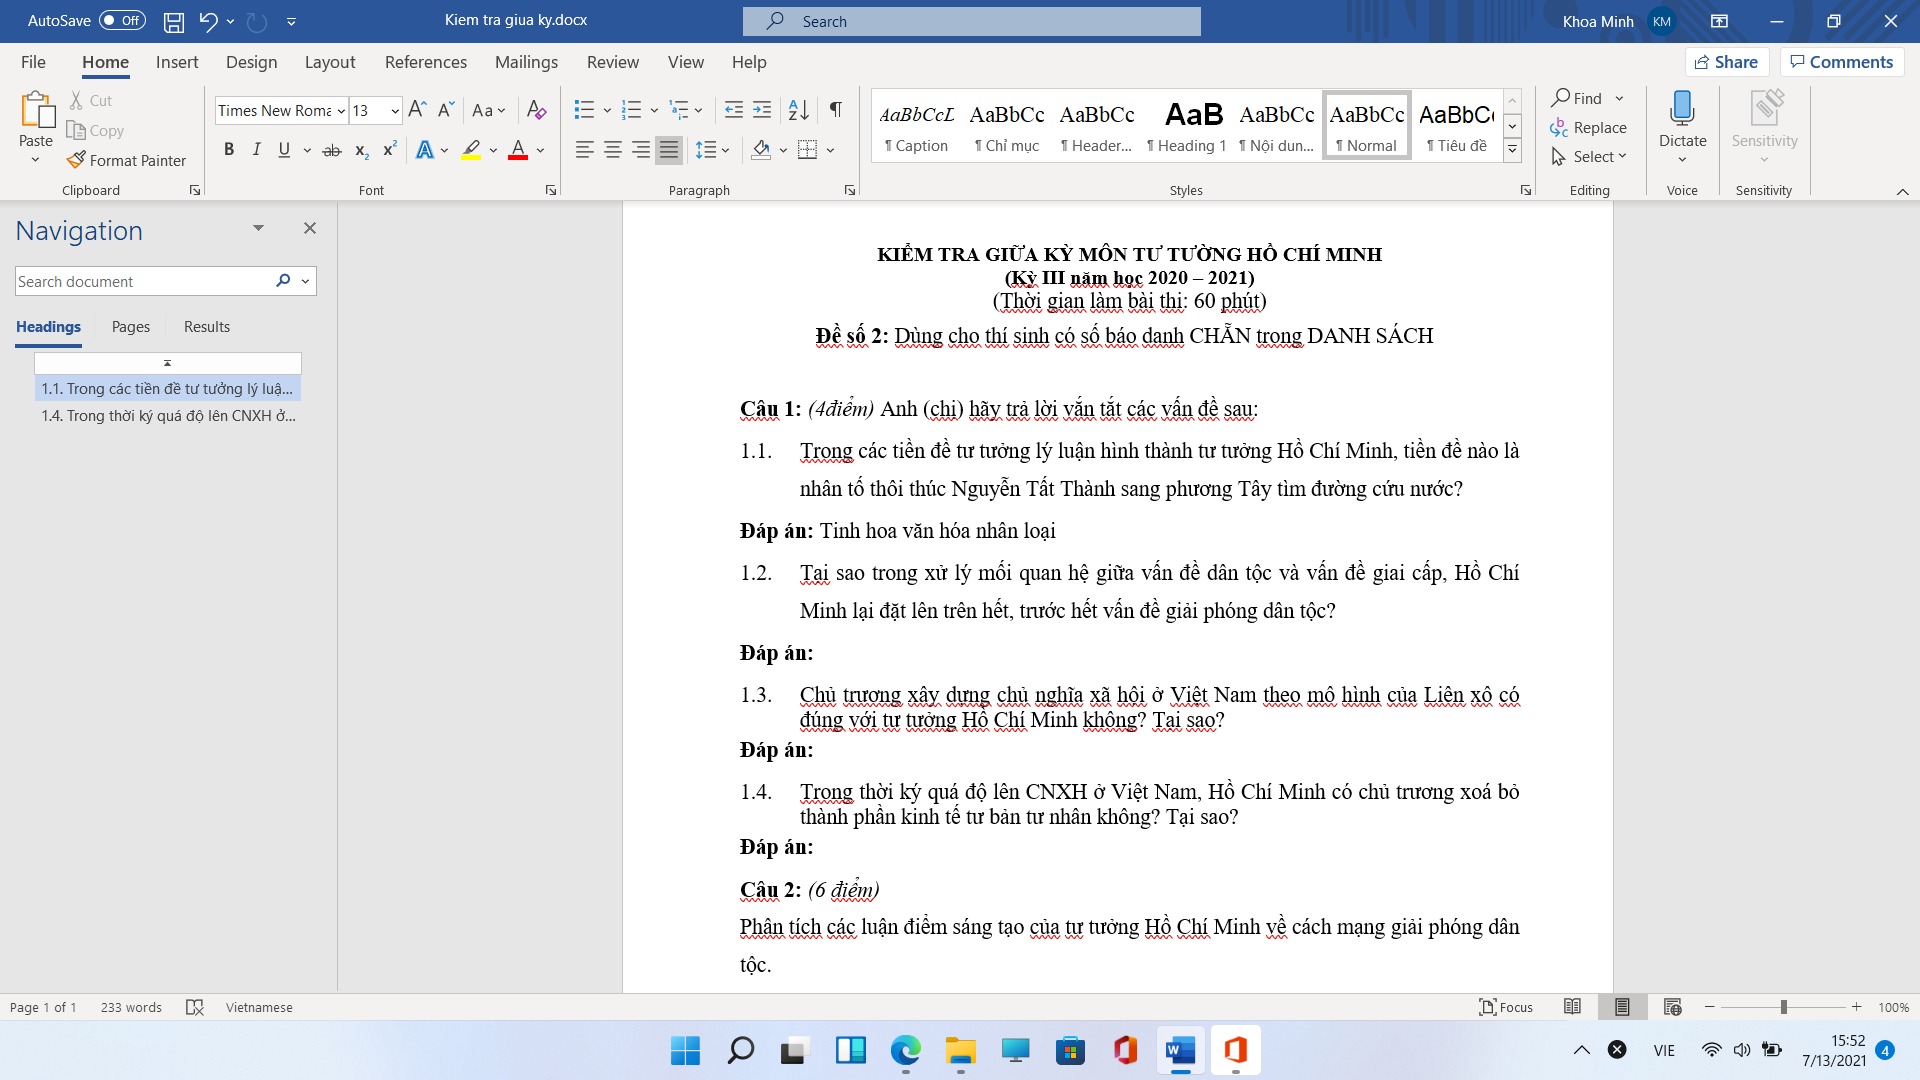 AutoSave Off
Kiem tra giua ky.docx
Search
Khoa Minh KM
File Home Insert Design Layout References Mailings Review View Help
Share Comments
Paste
Cut
Copy
Format Painter
Clipboard
Times New Roma 13
Font
Paragraph
AaBbCcL AaBbCc AaBbCc AaB AaBbCc AaBbCc AaBbC
¶ Caption ¶ Chỉ mục ¶ Header... ¶ Heading 1 ¶ Nội dun... ¶ Normal ¶ Tiêu đề
Styles
Find
Replace
Select
Editing
Dictate
Voice
Sensitivity
Sensitivity
Navigation
Search document
Headings Pages Results
1.1. Trong các tiền đề tư tưởng lý luậ...
1.4. Trong thời ký quá độ lên CNXH ở...
KIỂM TRA GIỮA KỲ MÔN TƯ TƯỜNG HỒ CHÍ MINH
(Kỳ III năm học 2020 – 2021)
(Thời gian làm bài thi: 60 phút)
Đề số 2: Dùng cho thí sinh có số báo danh CHẴN trong DANH SÁCH
Câu 1: (4điểm) Anh (chị) hãy trả lời vắn tắt các vấn đề sau:
1.1. Trong các tiền đề tư tưởng lý luận hình thành tư tưởng Hồ Chí Minh, tiền đề nào là
nhân tố thôi thúc Nguyễn Tất Thành sang phương Tây tìm đường cứu nước?
Đáp án: Tinh hoa văn hóa nhân loại
1.2. Tại sao trong xử lý mối quan hệ giữa vấn đề dân tộc và vấn đề giai cấp, Hồ Chí
Minh lại đặt lên trên hết, trước hết vấn đề giải phóng dân tộc?
Đáp án:
1.3. Chủ trương xây dựng chủ nghĩa xã hội ở Việt Nam theo mô hình của Liên xô có
đúng với tư tưởng Hồ Chí Minh không? Tại sao?
Đáp án:
1.4. Trong thời ký quá độ lên CNXH ở Việt Nam, Hồ Chí Minh có chủ trương xoá bỏ
thành phần kinh tế tư bản tư nhân không? Tại sao?
Đáp án:
Câu 2: (6 điểm)
Phân tích các luận điểm sáng tạo của tư tưởng Hồ Chí Minh về cách mạng giải phóng dân
tộc.
Page 1 of 1 233 words Vietnamese
Focus
100%
VIE
15:52
7/13/2021
4